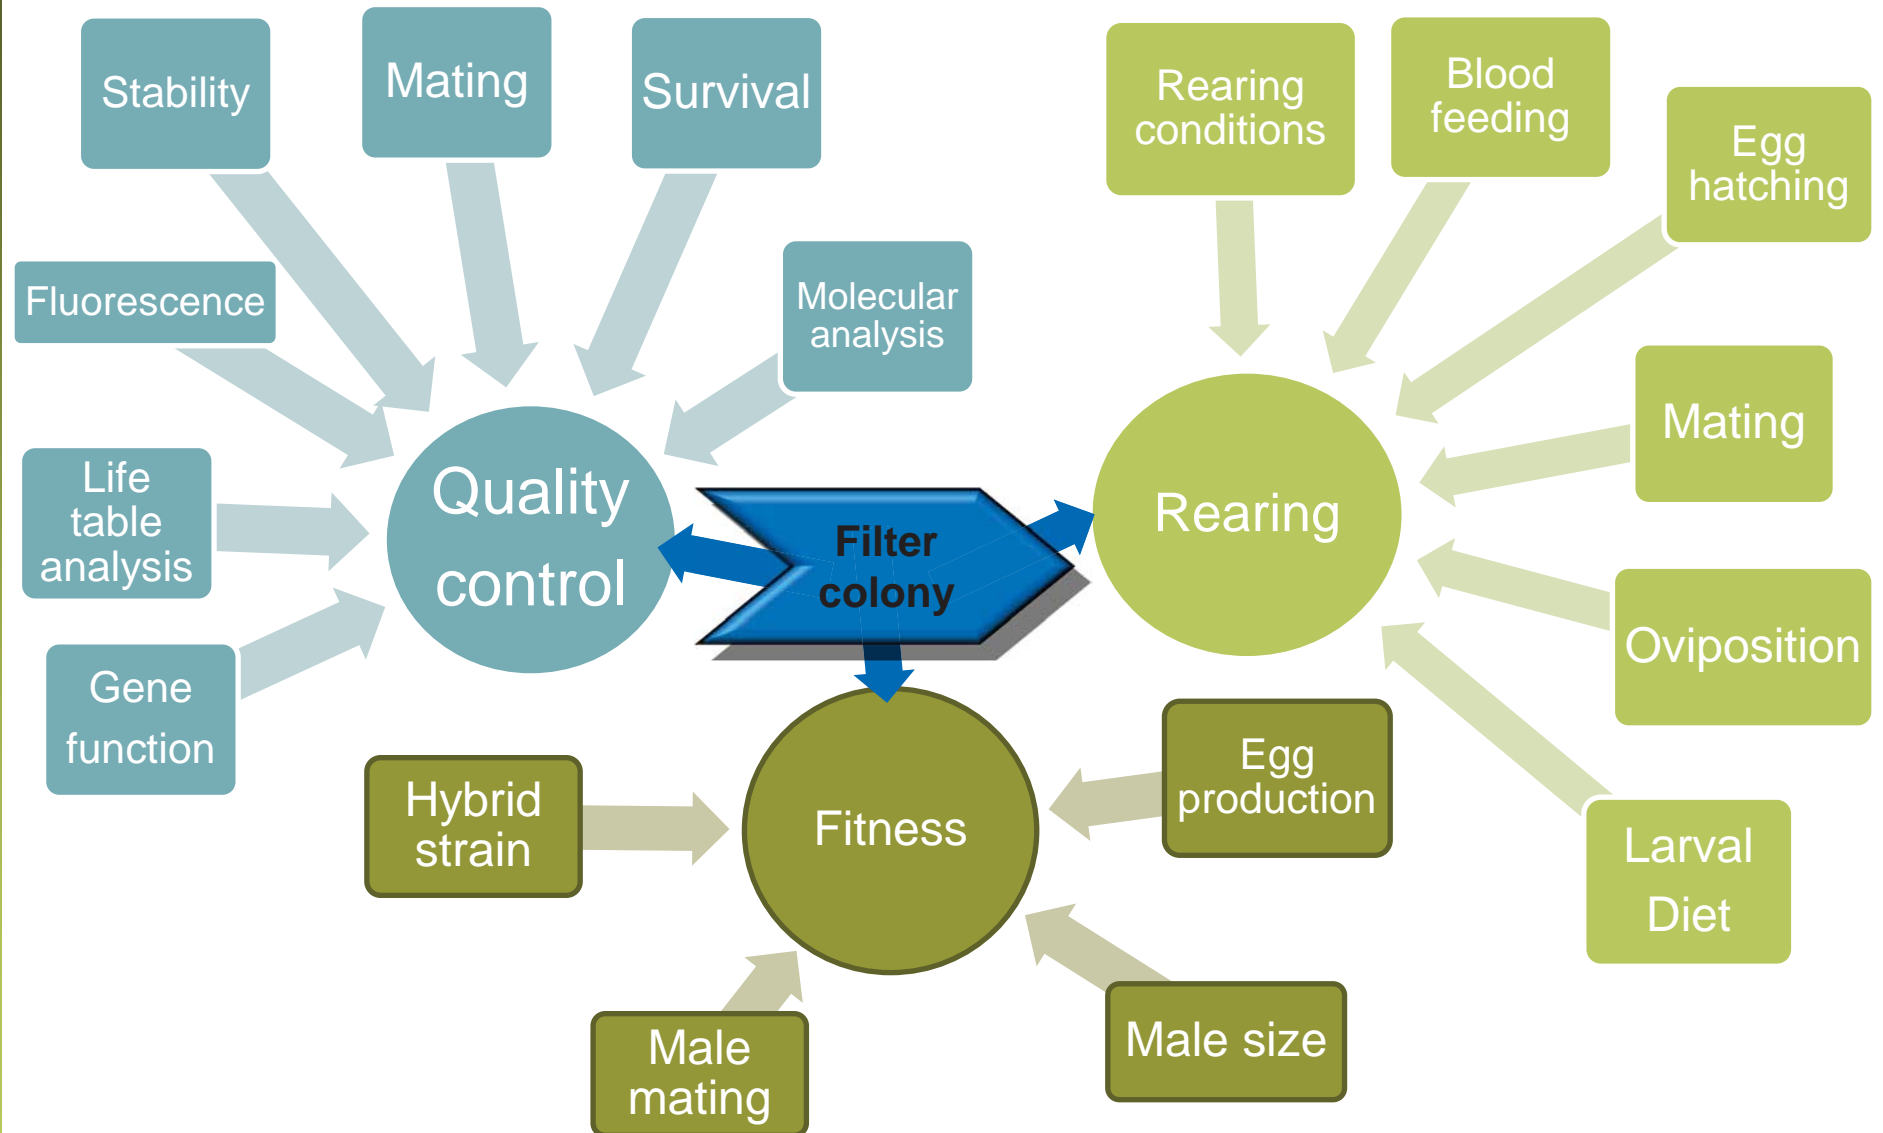 Stability
Mating
Survival
Rearing
conditions
Blood
feeding
Egg
hatching
Fluorescence
Molecular
analysis
Mating
Life
table
analysis
Quality
control
Filter
colony
Rearing
Gene
function
Oviposition
Hybrid
strain
Fitness
Egg
production
Larval
Diet
Male
mating
Male size